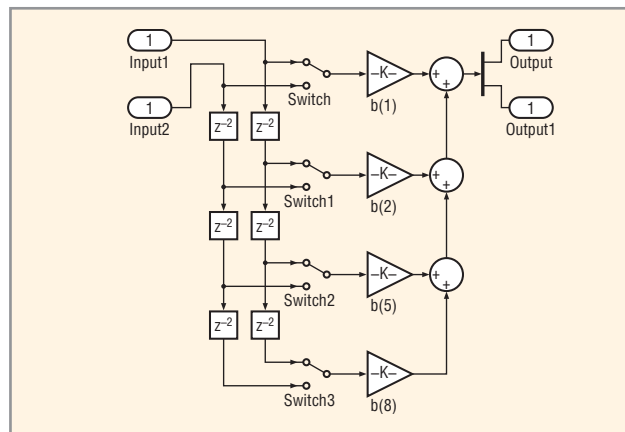 1
Input1
1
Input2
Switch
–K–
b(1)
+
+
1
Output
1
Output1
z–2
z–2
Switch1
–K–
b(2)
+
+
z–2
z–2
Switch2
–K–
b(5)
+
+
z–2
z–2
Switch3
–K–
b(8)